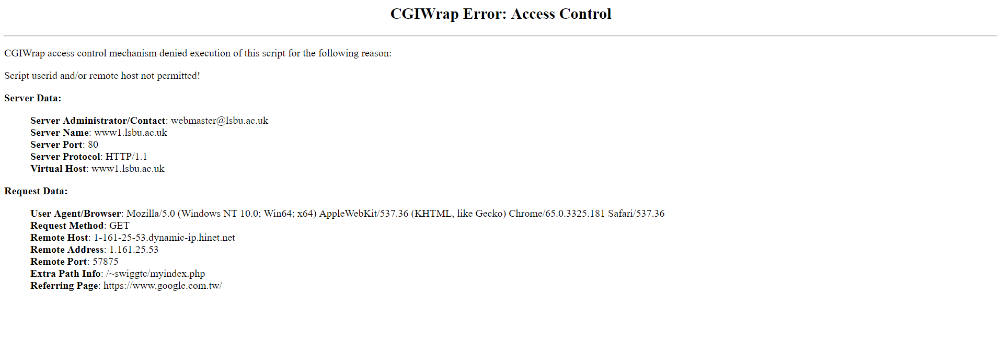 CGIWrap Error: Access Control
CGIWrap access control mechanism denied execution of this script for the following reason:
Script userid and/or remote host not permitted!
Server Data:
Server Administrator/Contact: webmaster@lsbu.ac.uk
Server Name: www1.lsbu.ac.uk
Server Port: 80
Server Protocol: HTTP/1.1
Virtual Host: www1.lsbu.ac.uk
Request Data:
User Agent/Browser: Mozilla/5.0 (Windows NT 10.0; Win64; x64) AppleWebKit/537.36 (KHTML, like Gecko) Chrome/65.0.3325.181 Safari/537.36
Request Method: GET
Remote Host: 1-161-25-53.dynamic-ip.hinet.net
Remote Address: 1.161.25.53
Remote Port: 57875
Extra Path Info: /~swiggtc/myindex.php
Referring Page: https://www.google.com.tw/